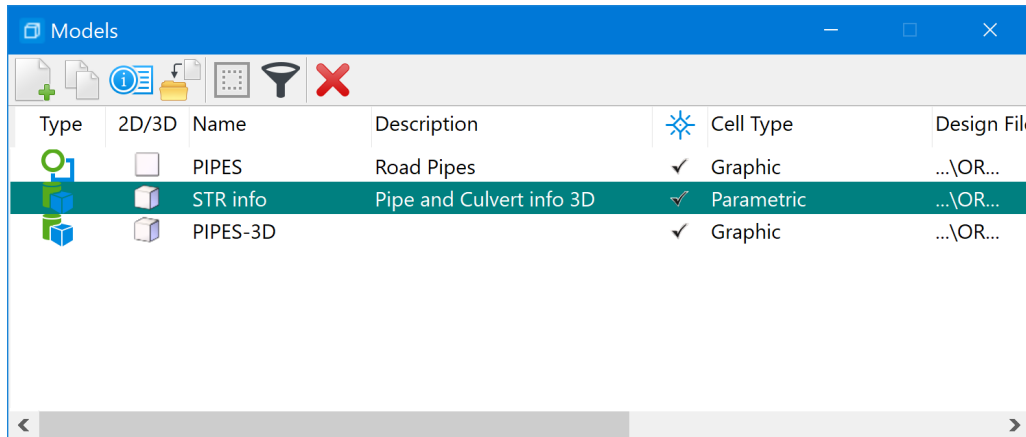 Models
Type 2D/3D Name Description Cell Type Design File
PIPES Road Pipes Graphic ...\OR...
STR info Pipe and Culvert info 3D Parametric ...\OR...
PIPES-3D Graphic ...\OR...